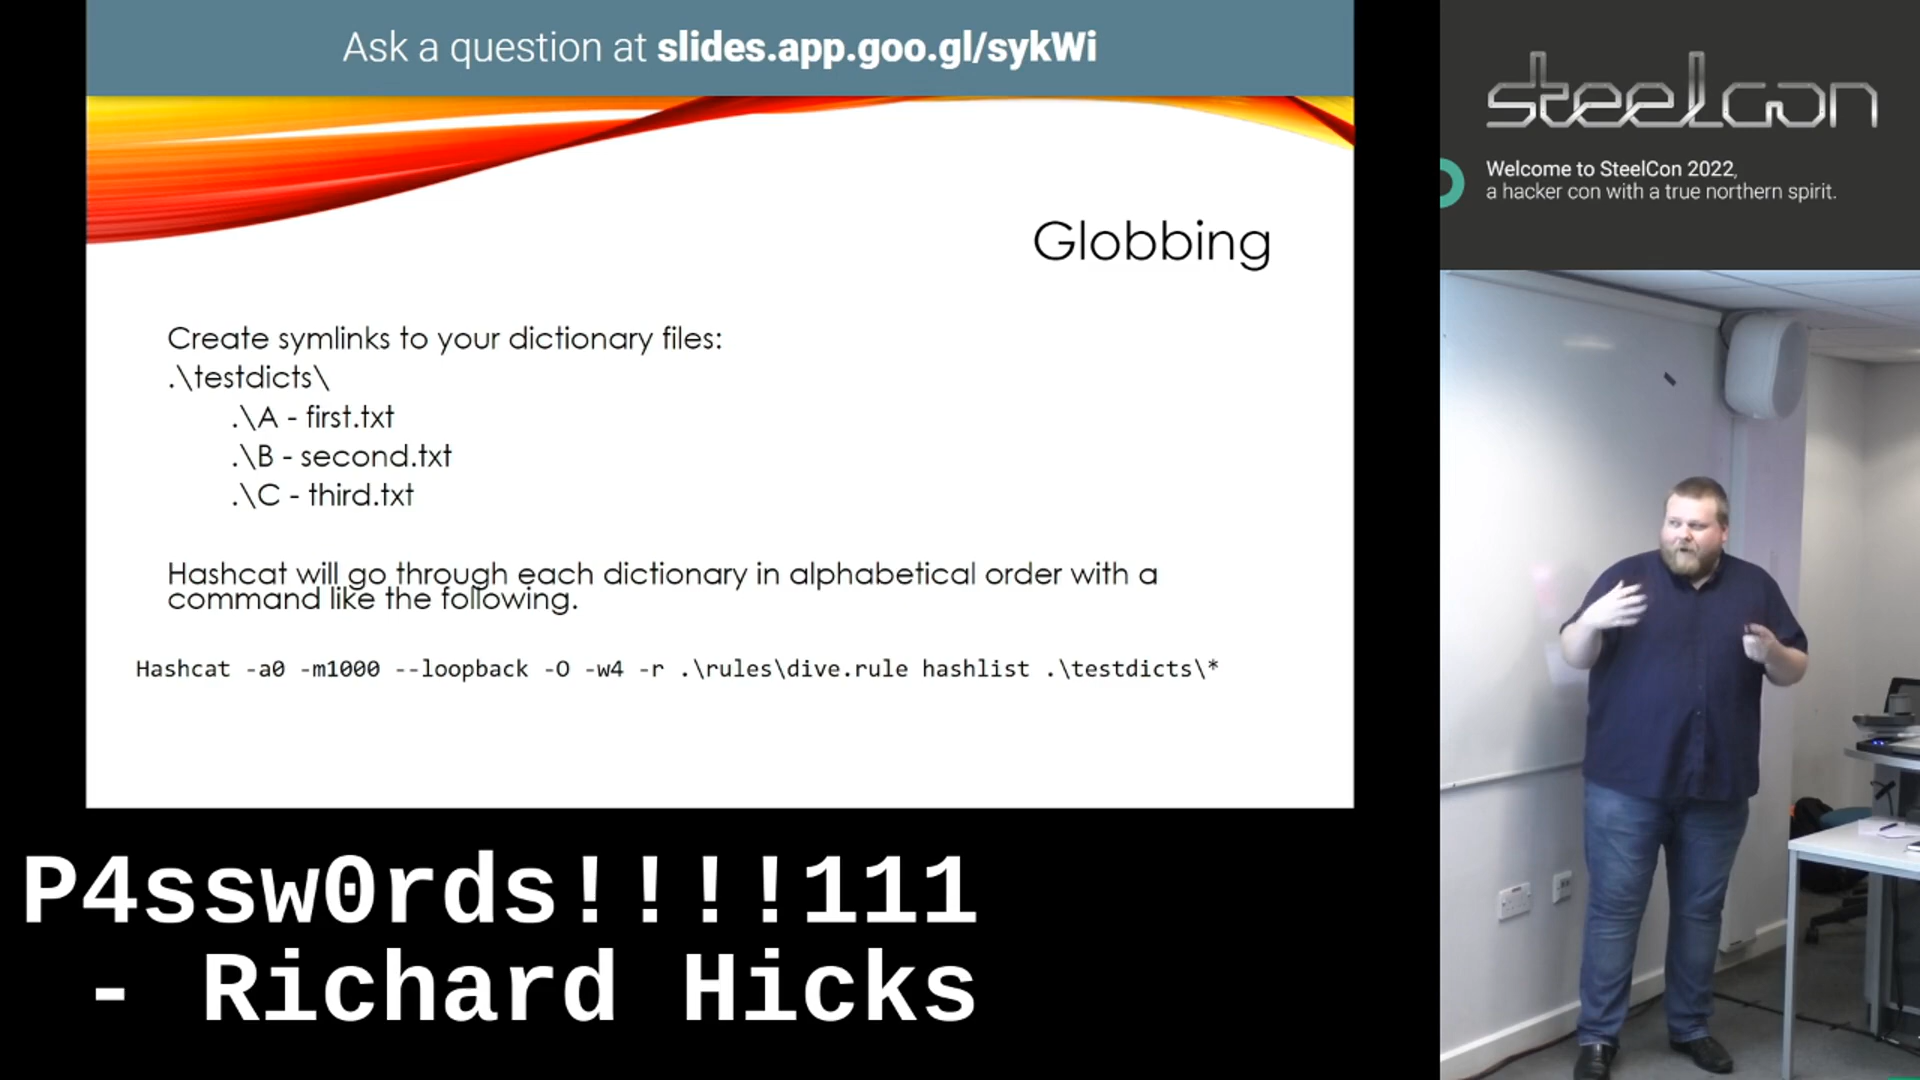 Ask a question at slides.app.goo.gl/sykWi
Globbing
Create symlinks to your dictionary files:
.\testdicts\
.\A - first.txt
.\B - second.txt
.\C - third.txt
Hashcat will go through each dictionary in alphabetical order with a
command like the following.
Hashcat -a0 -m1000 --loopback -O -w4 -r .\rules\dive.rule hashlist .\testdicts\*
P4ssw0rds!!!!111
- Richard Hicks
steelcon
Welcome to SteelCon 2022,
a hacker con with a true northern spirit.